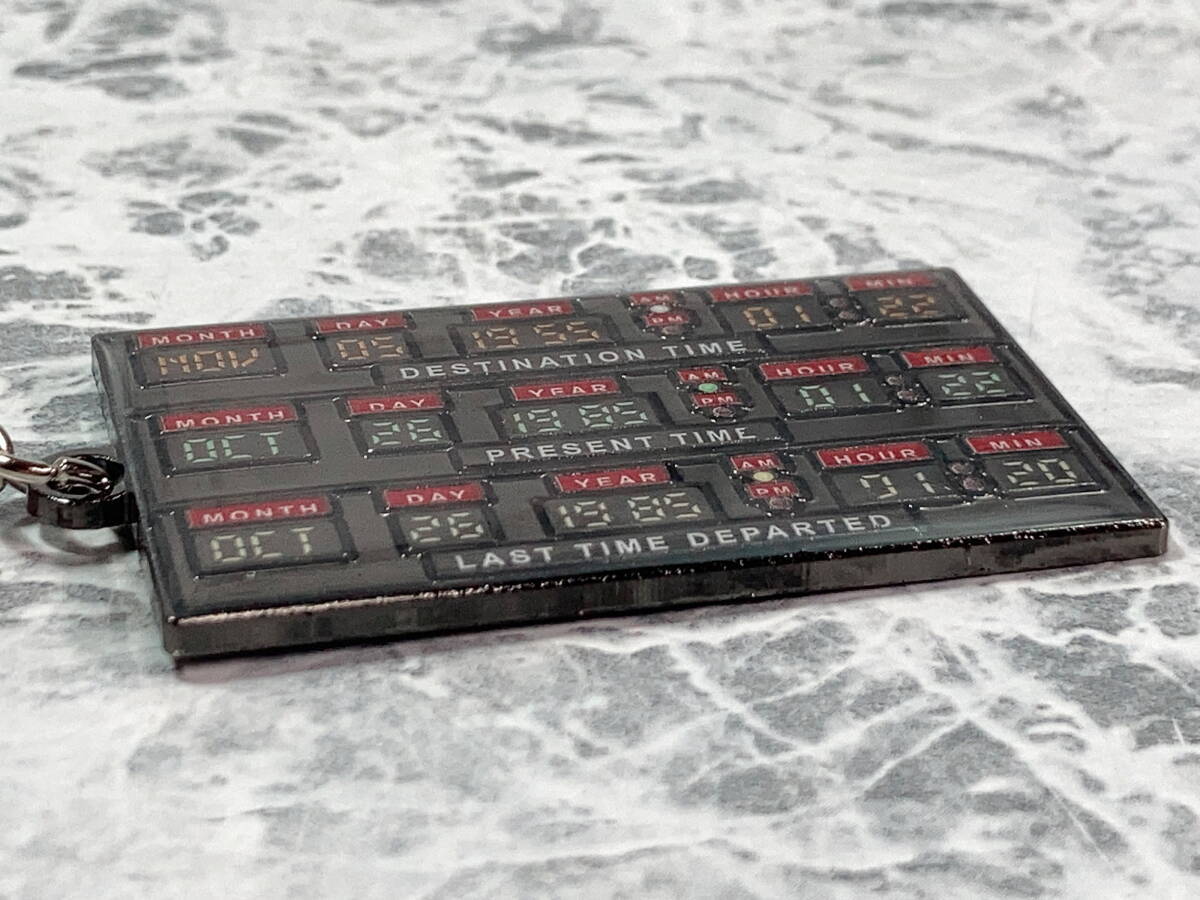 MONTH DAY YEAR AM PM HOUR MIN
NOV 05 1955 01 22
DESTINATION TIME
MONTH DAY YEAR AM PM HOUR MIN
OCT 26 1985 01 22
PRESENT TIME
MONTH DAY YEAR AM PM HOUR MIN
OCT 26 1985 91 20
LAST TIME DEPARTED